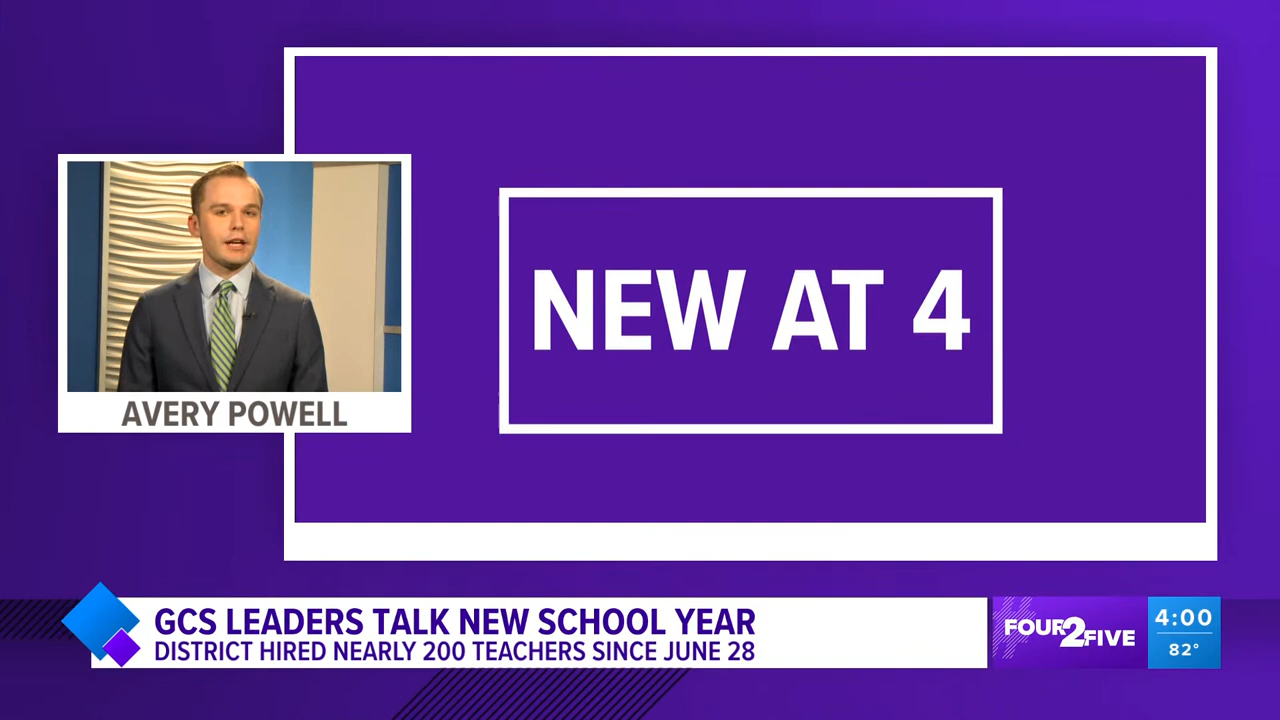 NEW AT 4
AVERY POWELL
GCS LEADERS TALK NEW SCHOOL YEAR
DISTRICT HIRED NEARLY 200 TEACHERS SINCE JUNE 28
FOUR2FIVE
4:00
82°